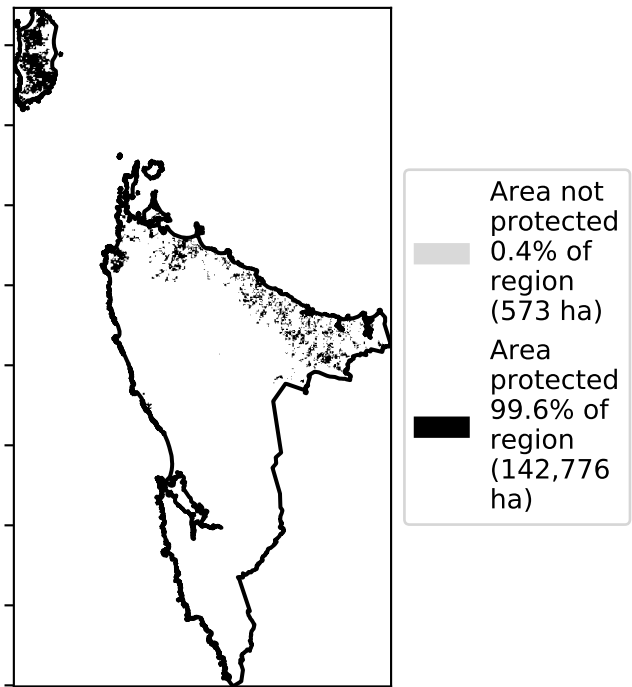 Area not
protected
0.4% of
region
(573 ha)
Area
protected
99.6% of
region
(142,776
ha)